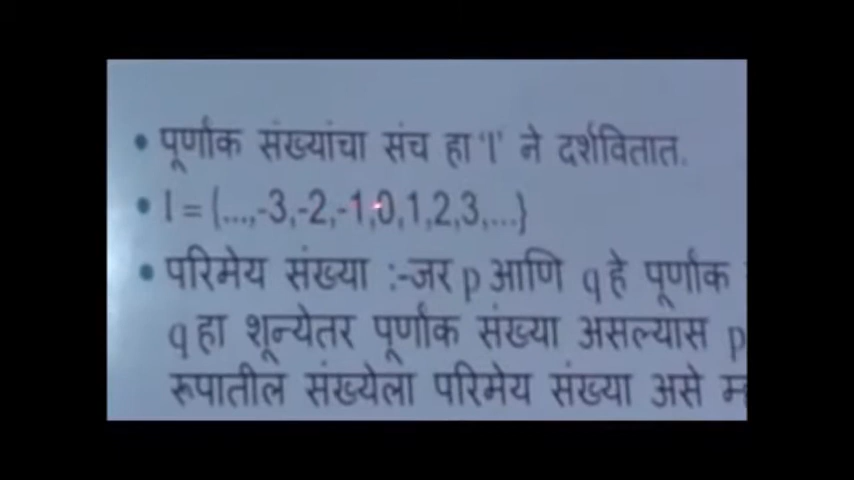 • पूर्णांक संख्यांचा संच हा 'I' ने दर्शवितात.
• I = {...,-3,-2,-1,0,1,2,3,...}
• परिमेय संख्या :-जर p आणि q हे पूर्णांक
q हा शून्येतर पूर्णांक संख्या असल्यास p
रुपातील संख्येला परिमेय संख्या असे